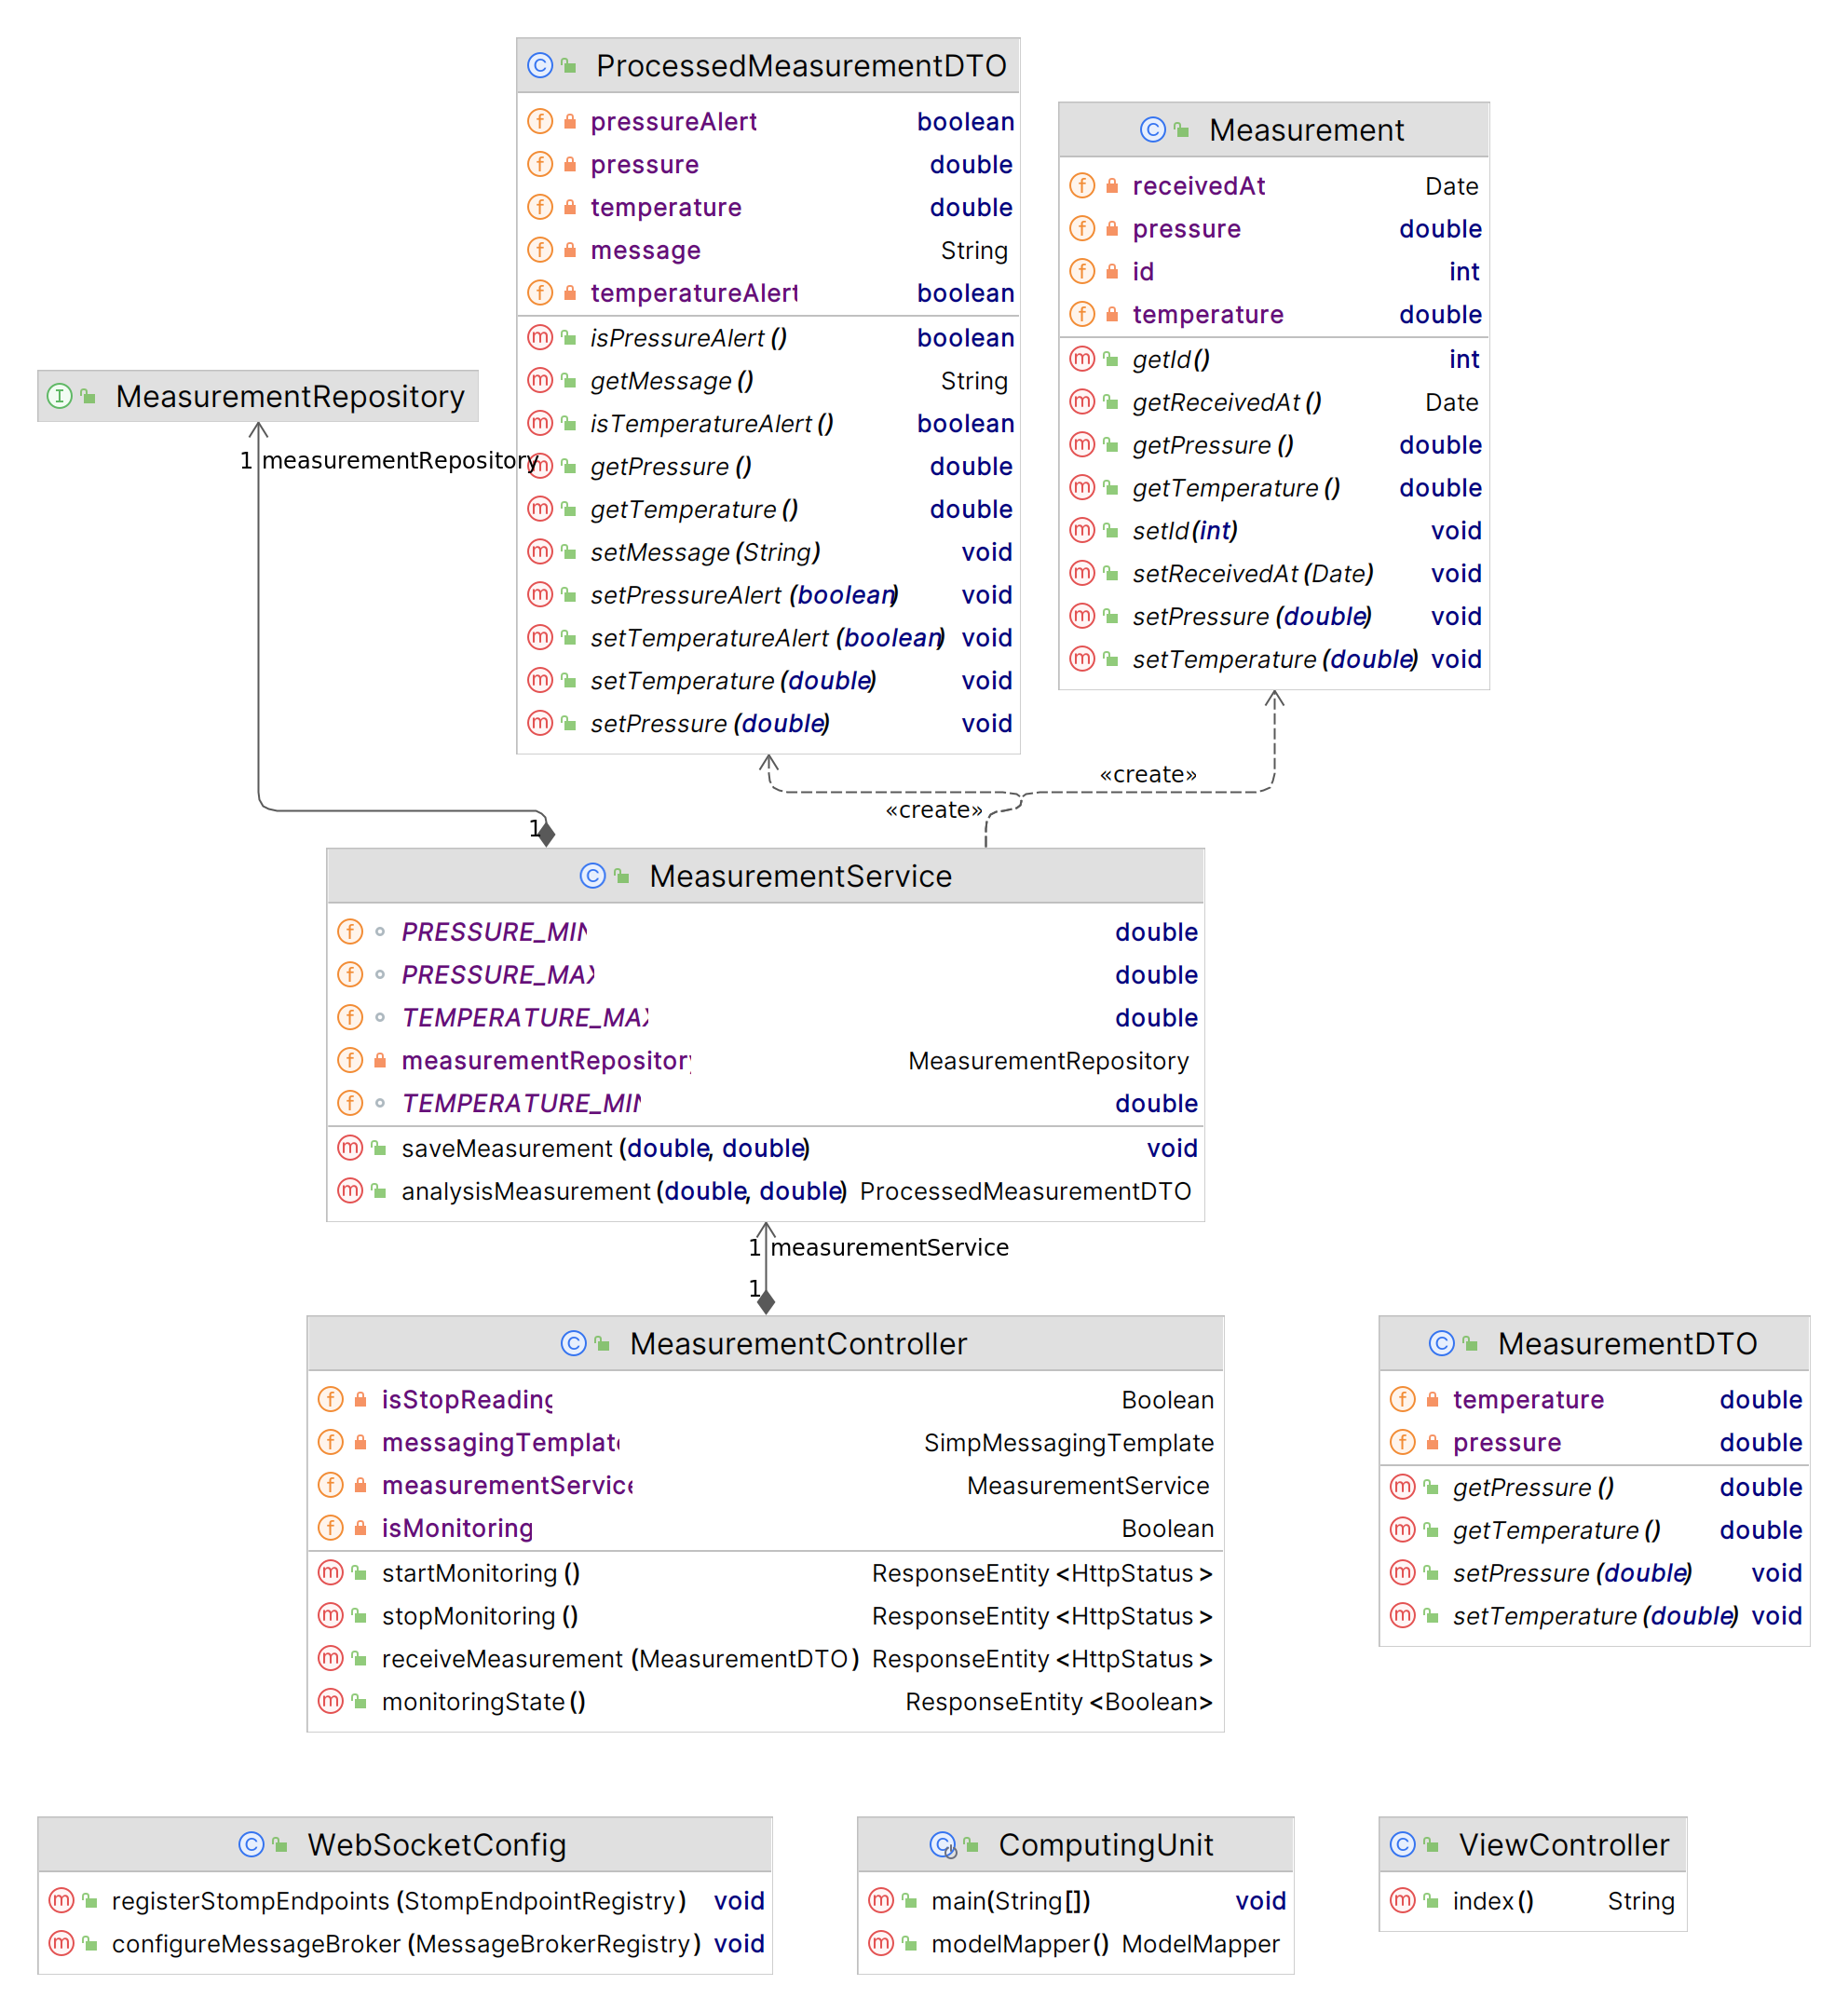 ProcessedMeasurementDTO
pressureAlert boolean
pressure double
temperature double
message String
temperatureAlert boolean
isPressureAlert () boolean
getMessage () String
isTemperatureAlert () boolean
getPressure () double
getTemperature () double
setMessage (String) void
setPressureAlert (boolean) void
setTemperatureAlert (boolean) void
setTemperature (double) void
setPressure (double) void
Measurement
receivedAt Date
pressure double
id int
temperature double
getId() int
getReceivedAt () Date
getPressure () double
getTemperature () double
setId(int) void
setReceivedAt (Date) void
setPressure (double) void
setTemperature (double) void
MeasurementRepository
1 measurementRepository
«create»
«create»
1
MeasurementService
PRESSURE_MIN double
PRESSURE_MAX double
TEMPERATURE_MAX double
measurementRepository MeasurementRepository
TEMPERATURE_MIN double
saveMeasurement (double, double) void
analysisMeasurement (double, double) ProcessedMeasurementDTO
1 measurementService
1
MeasurementController
isStopReading Boolean
messagingTemplate SimpMessagingTemplate
measurementService MeasurementService
isMonitoring Boolean
startMonitoring () ResponseEntity <HttpStatus >
stopMonitoring () ResponseEntity <HttpStatus >
receiveMeasurement (MeasurementDTO ) ResponseEntity <HttpStatus >
monitoringState () ResponseEntity <Boolean>
MeasurementDTO
temperature double
pressure double
getPressure () double
getTemperature () double
setPressure (double) void
setTemperature (double) void
WebSocketConfig
registerStompEndpoints (StompEndpointRegistry ) void
configureMessageBroker (MessageBrokerRegistry ) void
ComputingUnit
main(String[]) void
modelMapper () ModelMapper
ViewController
index () String